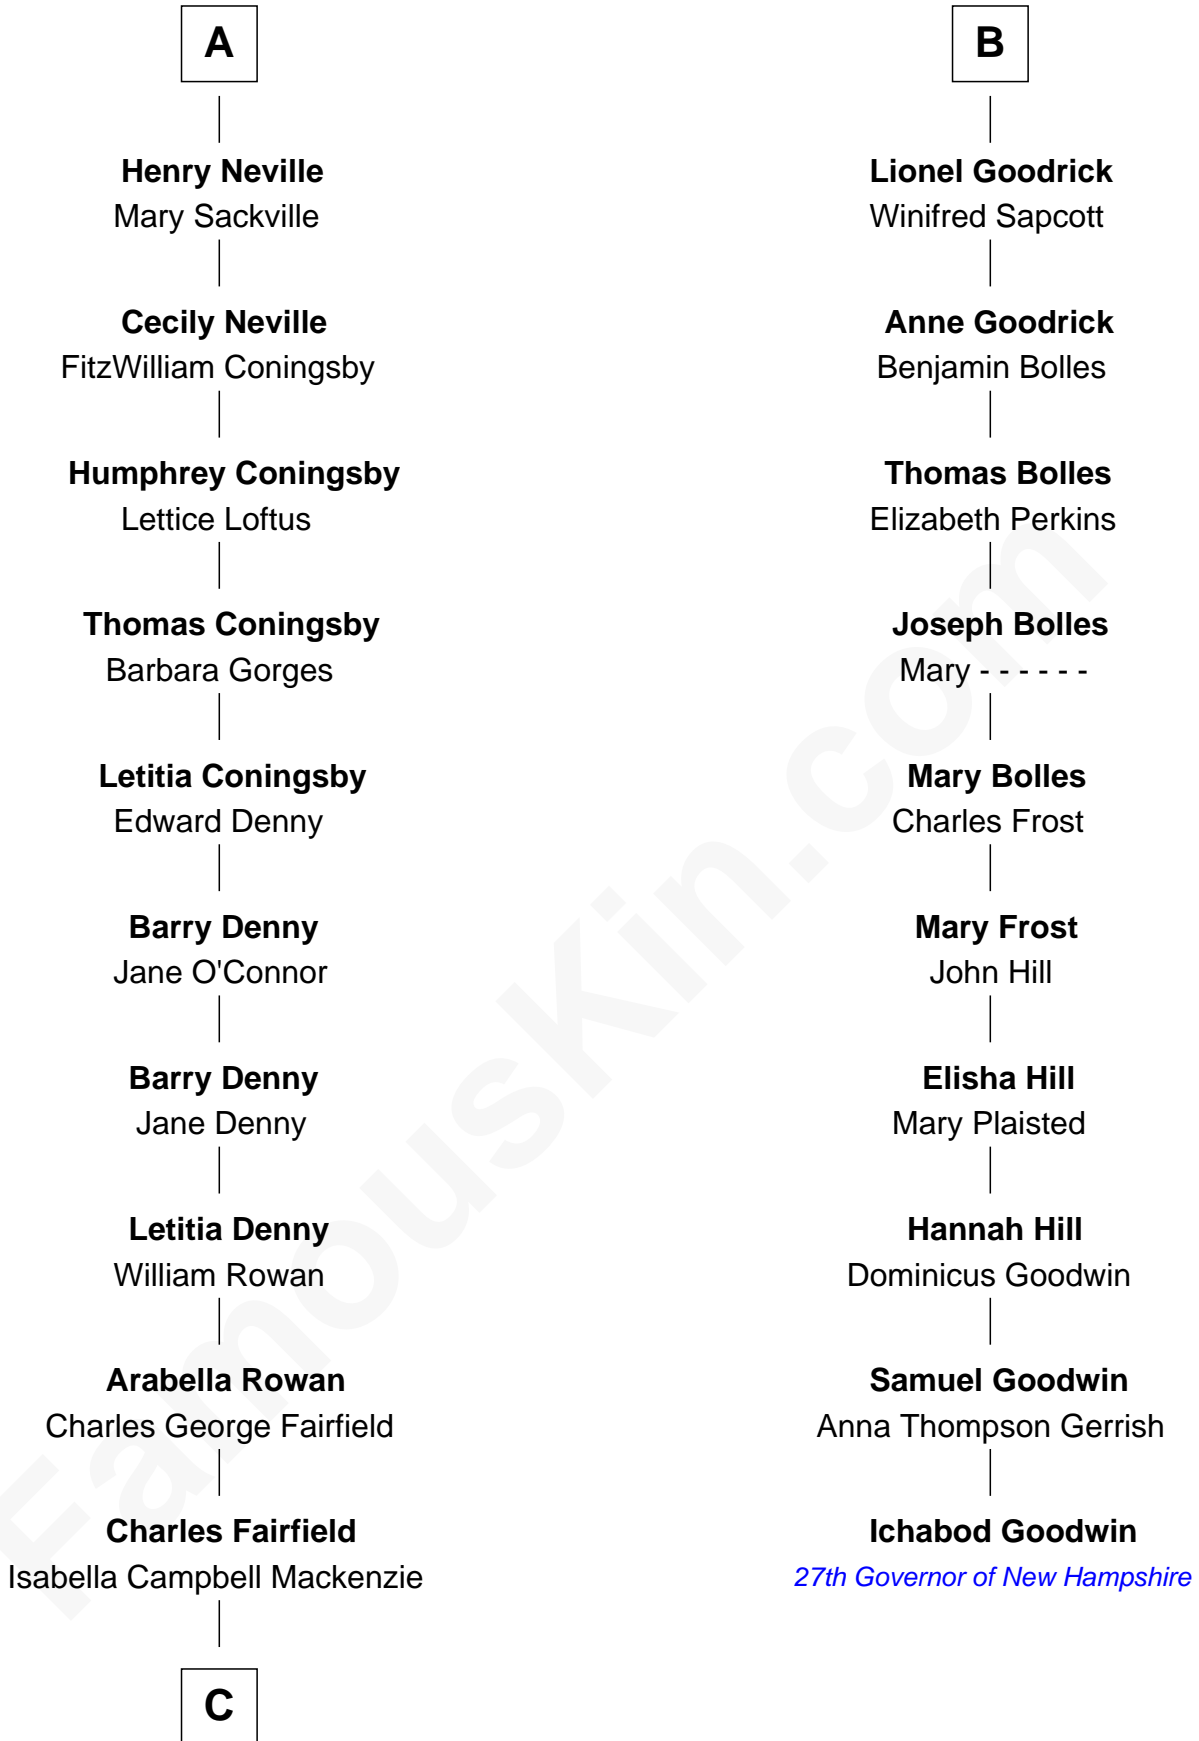 A
Henry Neville
Mary Sackville
Cecily Neville
FitzWilliam Coningsby
Humphrey Coningsby
Lettice Loftus
Thomas Coningsby
Barbara Gorges
Letitia Coningsby
Edward Denny
Barry Denny
Jane O'Connor
Barry Denny
Jane Denny
Letitia Denny
William Rowan
Arabella Rowan
Charles George Fairfield
Charles Fairfield
Isabella Campbell Mackenzie
C
B
Lionel Goodrick
Winifred Sapcott
Anne Goodrick
Benjamin Bolles
Thomas Bolles
Elizabeth Perkins
Joseph Bolles
Mary - - - - - -
Mary Bolles
Charles Frost
Mary Frost
John Hill
Elisha Hill
Mary Plaisted
Hannah Hill
Dominicus Goodwin
Samuel Goodwin
Anna Thompson Gerrish
Ichabod Goodwin
27th Governor of New Hampshire
FamousKin.com